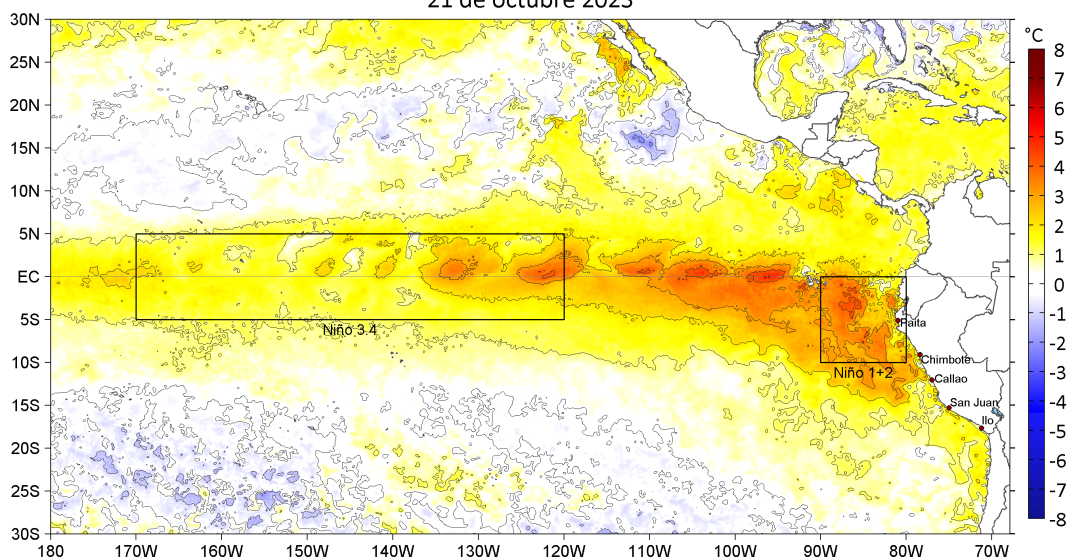 21 de octubre 2023
30N
25N
20N
15N
10N
5N
EC
5S
10S
15S
20S
25S
30S
180
170W
160W
150W
140W
130W
120W
110W
100W
90W
80W
70W
Niño 3.4
Niño 1+2
Paita
Chimbote
Callao
San Juan
Ilo
°C
8
7
6
5
4
3
2
1
0
-1
-2
-3
-4
-5
-6
-7
-8